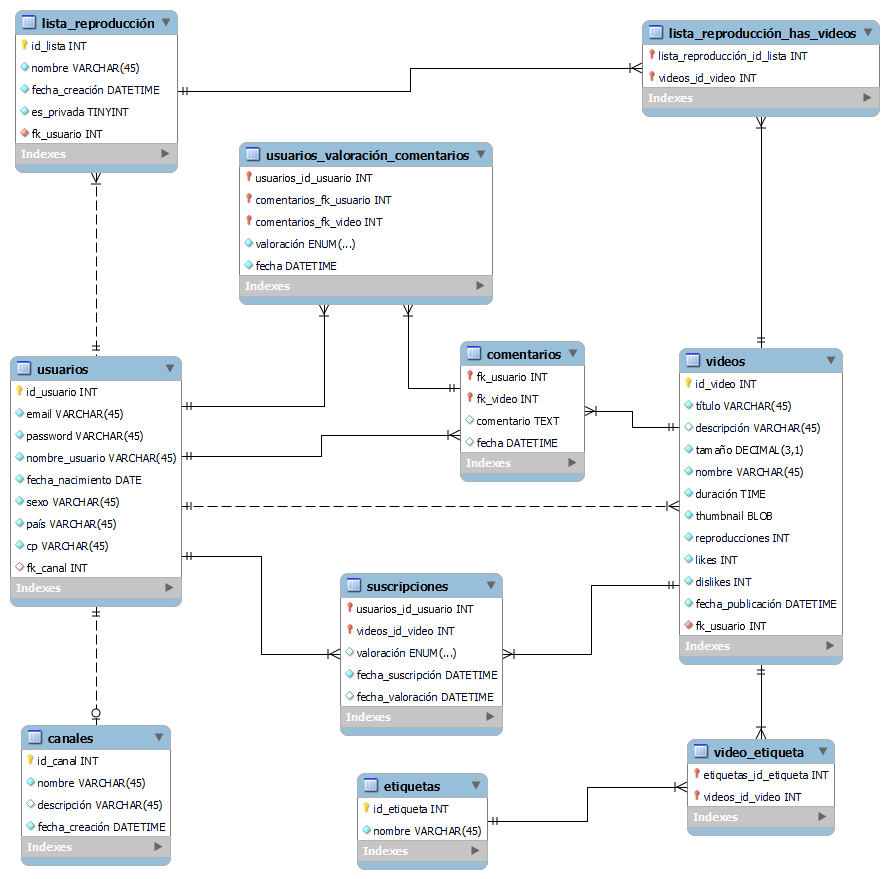 lista_reproducción
id_lista INT
nombre VARCHAR(45)
fecha_creación DATETIME
es_privada TINYINT
fk_usuario INT
Indexes
lista_reproducción_has_videos
lista_reproducción_id_lista INT
videos_id_video INT
Indexes
usuarios_valoración_comentarios
usuarios_id_usuario INT
comentarios_fk_usuario INT
comentarios_fk_video INT
valoración ENUM(...)
fecha DATETIME
Indexes
usuarios
id_usuario INT
email VARCHAR(45)
password VARCHAR(45)
nombre_usuario VARCHAR(45)
fecha_nacimiento DATE
sexo VARCHAR(45)
país VARCHAR(45)
cp VARCHAR(45)
fk_canal INT
Indexes
comentarios
fk_usuario INT
fk_video INT
comentario TEXT
fecha DATETIME
Indexes
videos
id_video INT
título VARCHAR(45)
descripción VARCHAR(45)
tamaño DECIMAL(3,1)
nombre VARCHAR(45)
duración TIME
thumbnail BLOB
reproducciones INT
likes INT
dislikes INT
fecha_publicación DATETIME
fk_usuario INT
Indexes
suscripciones
usuarios_id_usuario INT
videos_id_video INT
valoración ENUM(...)
fecha_suscripción DATETIME
fecha_valoración DATETIME
Indexes
canales
id_canal INT
nombre VARCHAR(45)
descripción VARCHAR(45)
fecha_creación DATETIME
Indexes
etiquetas
id_etiqueta INT
nombre VARCHAR(45)
Indexes
video_etiqueta
etiquetas_id_etiqueta INT
videos_id_video INT
Indexes